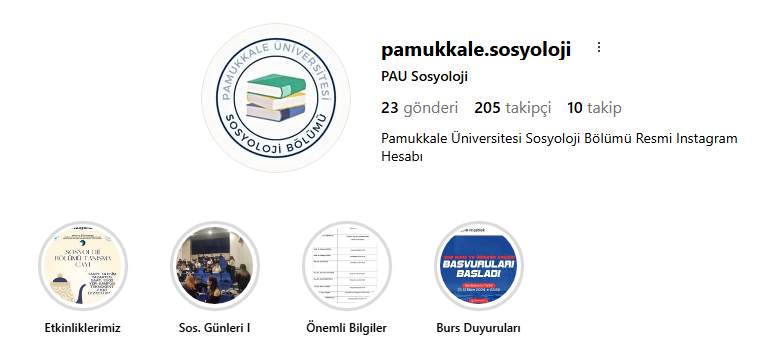 PAMUKKALE ÜNİVERSİTESİ
SOSYOLOJİ BÖLÜMÜ
pamukkale.sosyoloji
PAU Sosyoloji
23 gönderi 205 takipçi 10 takip
Pamukkale Üniversitesi Sosyoloji Bölümü Resmi Instagram
Hesabı
SOSYOLOJİ
BÖLÜMÜ TANIŞMA
ÇAYI
BAŞVURULARI
BAŞLADI
Etkinliklerimiz
Sos. Günleri I
Önemli Bilgiler
Burs Duyuruları